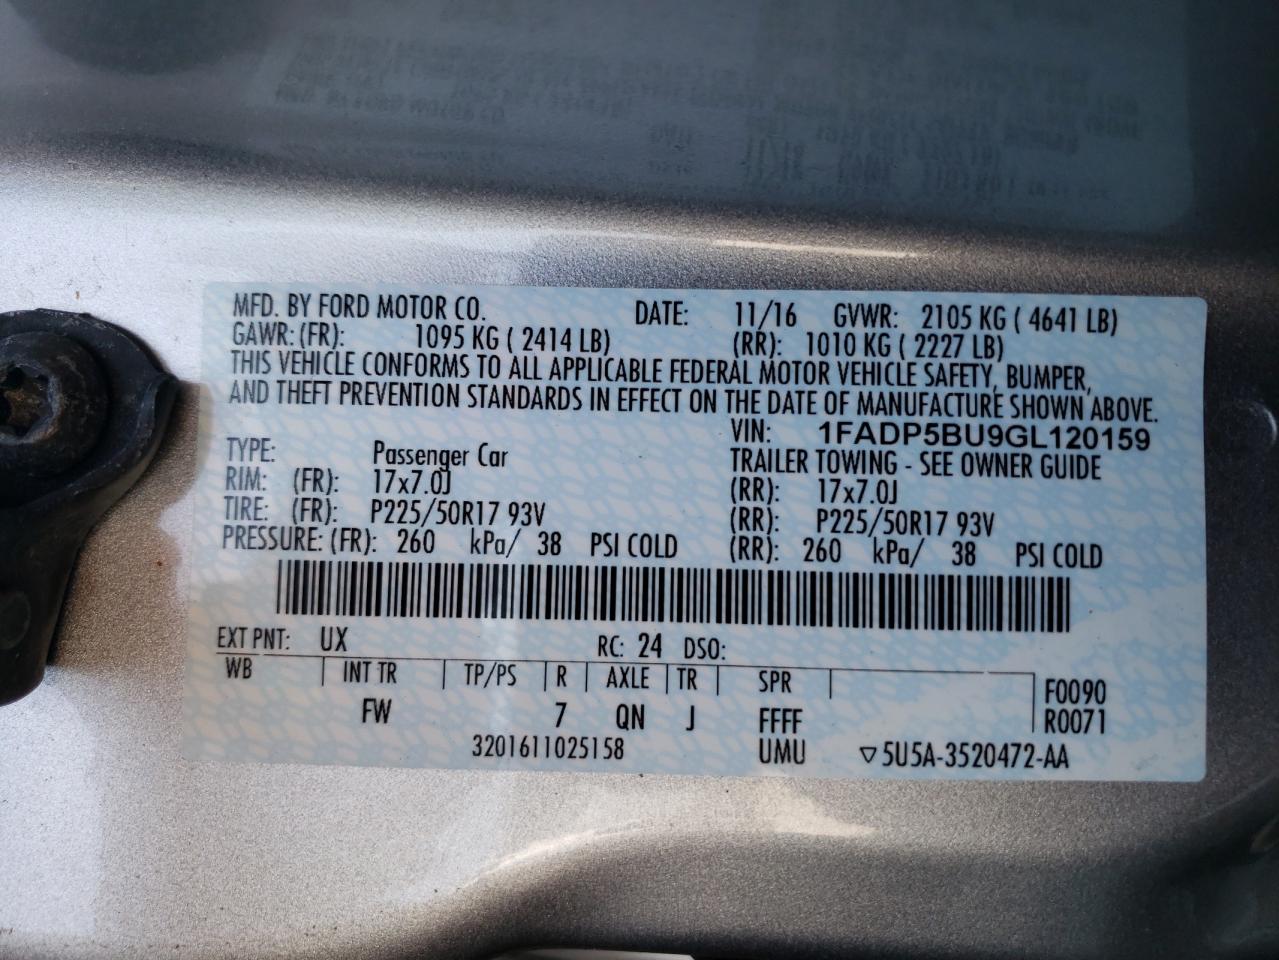 MFD. BY FORD MOTOR CO. DATE: 11/16 GVWR: 2105 KG ( 4641 LB)
GAWR: (FR): 1095 KG ( 2414 LB) (RR): 1010 KG ( 2227 LB)
THIS VEHICLE CONFORMS TO ALL APPLICABLE FEDERAL MOTOR VEHICLE SAFETY, BUMPER,
AND THEFT PREVENTION STANDARDS IN EFFECT ON THE DATE OF MANUFACTURE SHOWN ABOVE.
VIN: 1FADP5BU9GL120159
TYPE: Passenger Car TRAILER TOWING - SEE OWNER GUIDE
RIM: (FR): 17x7.0J (RR): 17x7.0J
TIRE: (FR): P225/50R17 93V (RR): P225/50R17 93V
PRESSURE: (FR): 260 kPa/ 38 PSI COLD (RR): 260 kPa/ 38 PSI COLD
EXT PNT: UX RC: 24 DSO:
WB INT TR TP/PS R AXLE TR SPR F0090
FW 7 QN J FFFF R0071
3201611025158 UMU ▽5U5A-3520472-AA